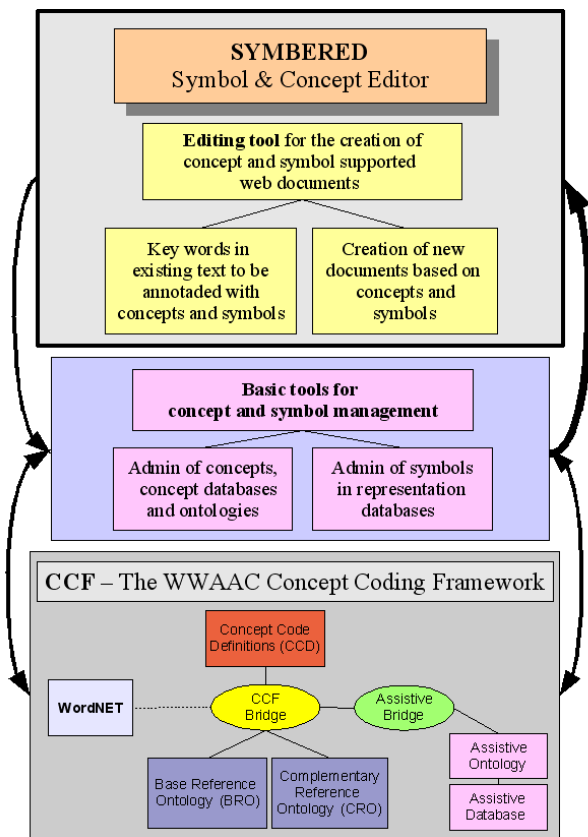 SYMBERED
Symbol & Concept Editor
Editing tool for the creation of
concept and symbol supported
web documents
Key words in
existing text to be
annotaded with
concepts and symbols
Creation of new
documents based on
concepts and
symbols
Basic tools for
concept and symbol management
Admin of concepts,
concept databases
and ontologies
Admin of symbols
in representation
databases
CCF – The WWAAC Concept Coding Framework
Concept Code
Definitions (CCD)
WordNET
CCF
Bridge
Assistive
Bridge
Base Reference
Ontology (BRO)
Complementary
Reference
Ontology (CRO)
Assistive
Ontology
Assistive
Database